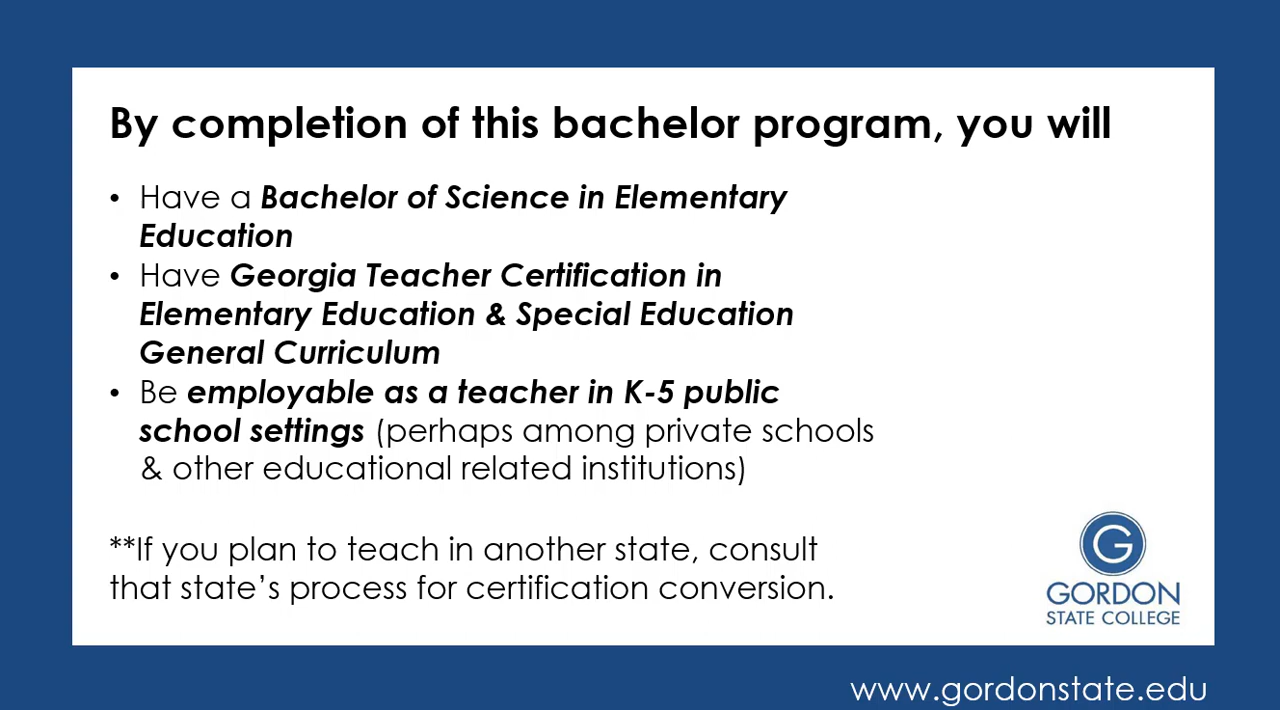 By completion of this bachelor program, you will
• Have a Bachelor of Science in Elementary
Education
• Have Georgia Teacher Certification in
Elementary Education & Special Education
General Curriculum
• Be employable as a teacher in K-5 public
school settings (perhaps among private schools
& other educational related institutions)
**If you plan to teach in another state, consult
that state's process for certification conversion.
G
GORDON
STATE COLLEGE
www.gordonstate.edu